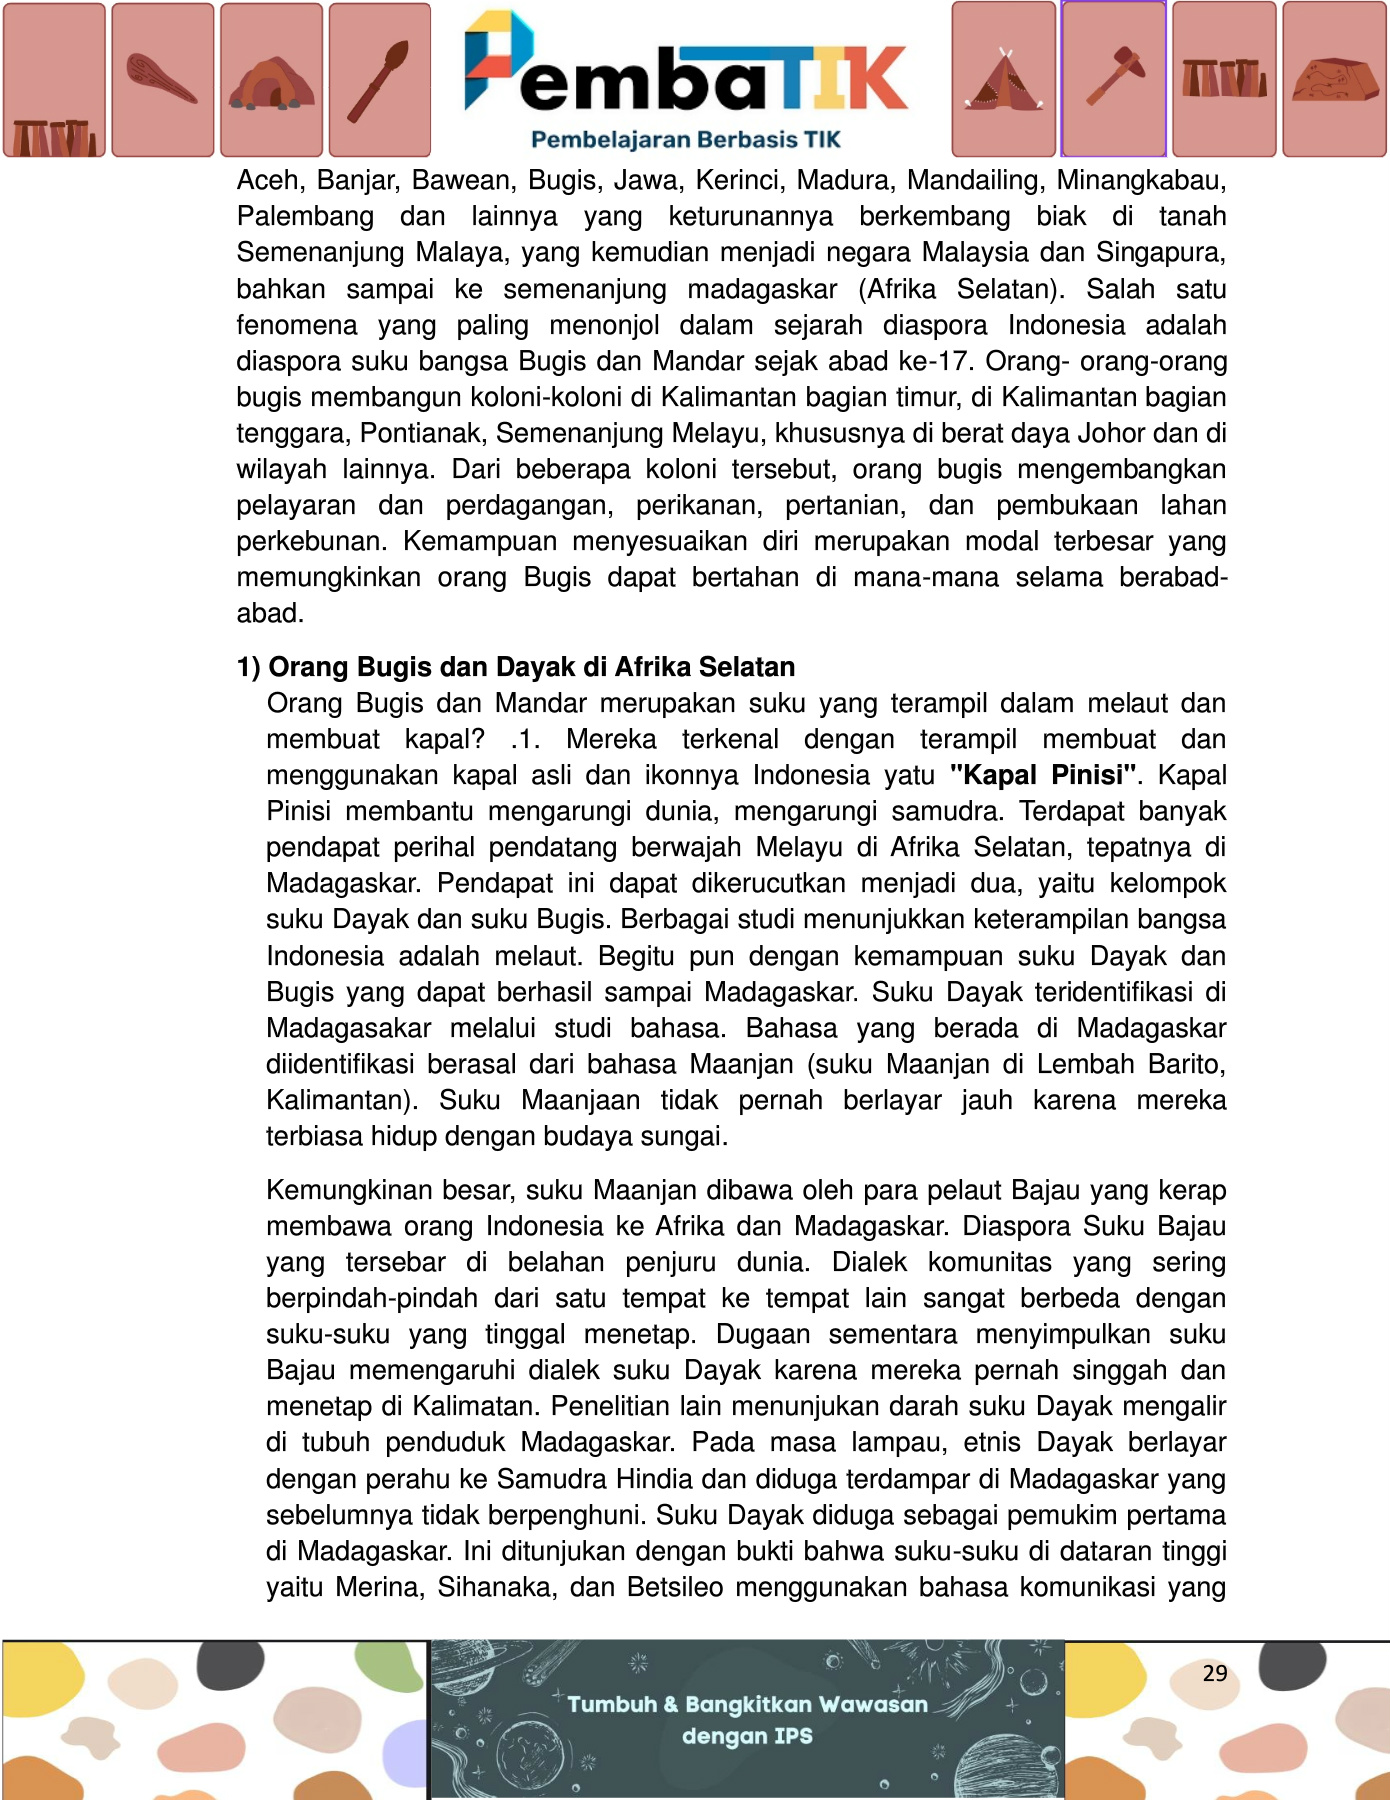 PembaTIK
Pembelajaran Berbasis TIK
Aceh, Banjar, Bawean, Bugis, Jawa, Kerinci, Madura, Mandailing, Minangkabau,
Palembang dan lainnya yang keturunannya berkembang biak di tanah
Semenanjung Malaya, yang kemudian menjadi negara Malaysia dan Singapura,
bahkan sampai ke semenanjung madagaskar (Afrika Selatan). Salah satu
fenomena yang paling menonjol dalam sejarah diaspora Indonesia adalah
diaspora suku bangsa Bugis dan Mandar sejak abad ke-17. Orang- orang-orang
bugis membangun koloni-koloni di Kalimantan bagian timur, di Kalimantan bagian
tenggara, Pontianak, Semenanjung Melayu, khususnya di berat daya Johor dan di
wilayah lainnya. Dari beberapa koloni tersebut, orang bugis mengembangkan
pelayaran dan perdagangan, perikanan, pertanian, dan pembukaan lahan
perkebunan. Kemampuan menyesuaikan diri merupakan modal terbesar yang
memungkinkan orang Bugis dapat bertahan di mana-mana selama berabad-
abad.
1) Orang Bugis dan Dayak di Afrika Selatan
Orang Bugis dan Mandar merupakan suku yang terampil dalam melaut dan
membuat kapal? .1. Mereka terkenal dengan terampil membuat dan
menggunakan kapal asli dan ikonnya Indonesia yatu "Kapal Pinisi". Kapal
Pinisi membantu mengarungi dunia, mengarungi samudra. Terdapat banyak
pendapat perihal pendatang berwajah Melayu di Afrika Selatan, tepatnya di
Madagaskar. Pendapat ini dapat dikerucutkan menjadi dua, yaitu kelompok
suku Dayak dan suku Bugis. Berbagai studi menunjukkan keterampilan bangsa
Indonesia adalah melaut. Begitu pun dengan kemampuan suku Dayak dan
Bugis yang dapat berhasil sampai Madagaskar. Suku Dayak teridentifikasi di
Madagasakar melalui studi bahasa. Bahasa yang berada di Madagaskar
diidentifikasi berasal dari bahasa Maanjan (suku Maanjan di Lembah Barito,
Kalimantan). Suku Maanjaan tidak pernah berlayar jauh karena mereka
terbiasa hidup dengan budaya sungai.
Kemungkinan besar, suku Maanjan dibawa oleh para pelaut Bajau yang kerap
membawa orang Indonesia ke Afrika dan Madagaskar. Diaspora Suku Bajau
yang tersebar di belahan penjuru dunia. Dialek komunitas yang sering
berpindah-pindah dari satu tempat ke tempat lain sangat berbeda dengan
suku-suku yang tinggal menetap. Dugaan sementara menyimpulkan suku
Bajau memengaruhi dialek suku Dayak karena mereka pernah singgah dan
menetap di Kalimatan. Penelitian lain menunjukan darah suku Dayak mengalir
di tubuh penduduk Madagaskar. Pada masa lampau, etnis Dayak berlayar
dengan perahu ke Samudra Hindia dan diduga terdampar di Madagaskar yang
sebelumnya tidak berpenghuni. Suku Dayak diduga sebagai pemukim pertama
di Madagaskar. Ini ditunjukan dengan bukti bahwa suku-suku di dataran tinggi
yaitu Merina, Sihanaka, dan Betsileo menggunakan bahasa komunikasi yang
29
Tumbuh & Bangkitkan Wawasan
dengan IPS